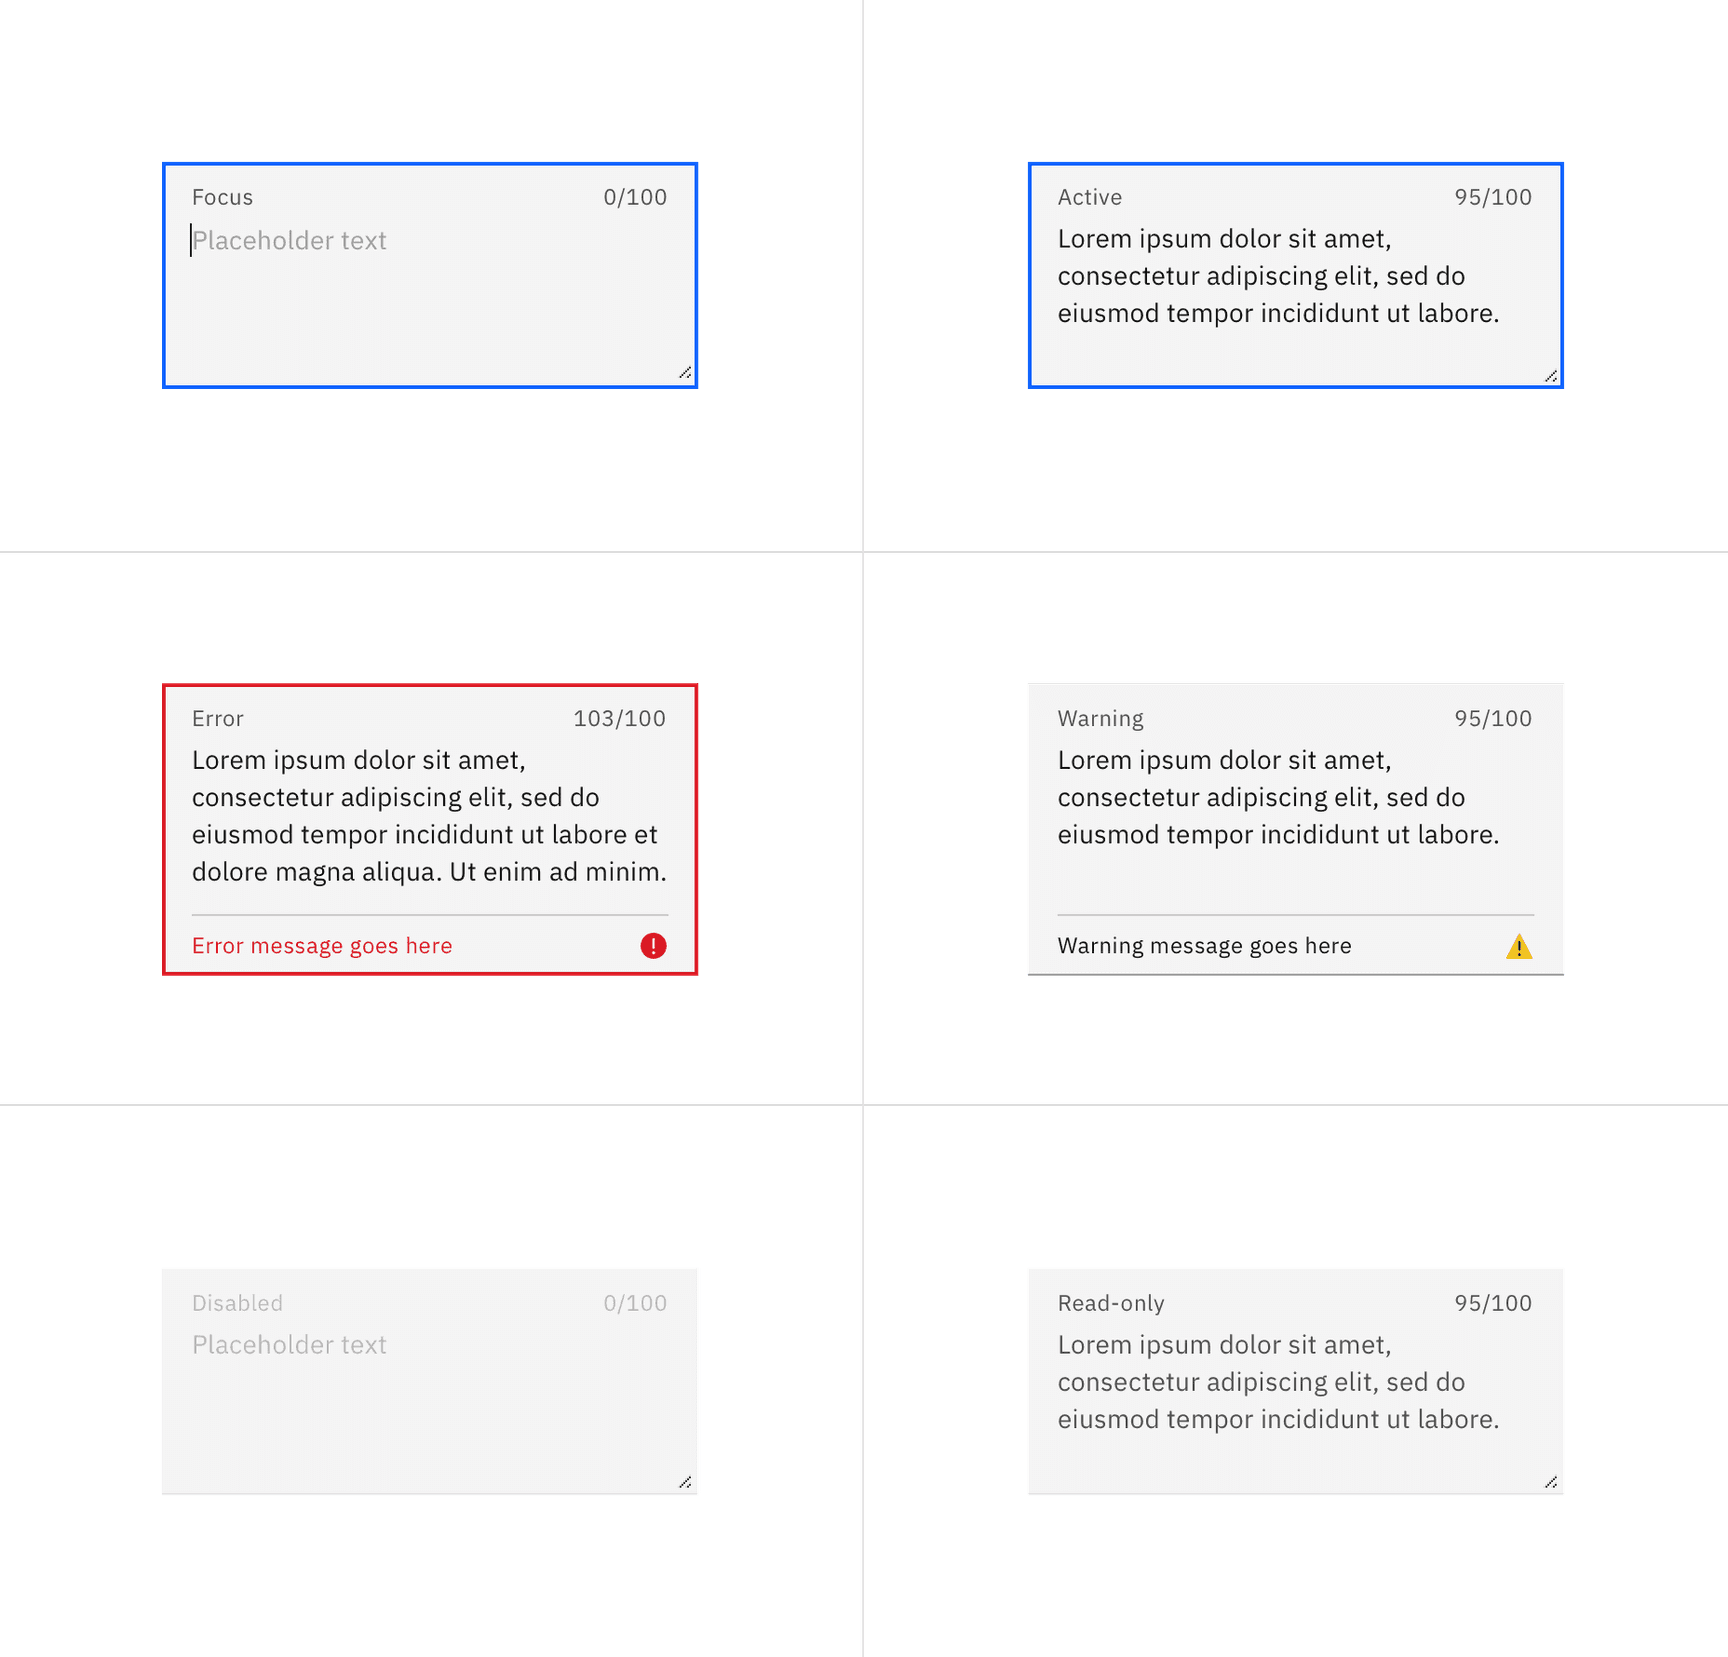 Focus 0/100
Placeholder text
Active 95/100
Lorem ipsum dolor sit amet,
consectetur adipiscing elit, sed do
eiusmod tempor incididunt ut labore.
Error 103/100
Lorem ipsum dolor sit amet,
consectetur adipiscing elit, sed do
eiusmod tempor incididunt ut labore et
dolore magna aliqua. Ut enim ad minim.
Error message goes here
Warning 95/100
Lorem ipsum dolor sit amet,
consectetur adipiscing elit, sed do
eiusmod tempor incididunt ut labore.
Warning message goes here
Disabled 0/100
Placeholder text
Read-only 95/100
Lorem ipsum dolor sit amet,
consectetur adipiscing elit, sed do
eiusmod tempor incididunt ut labore.